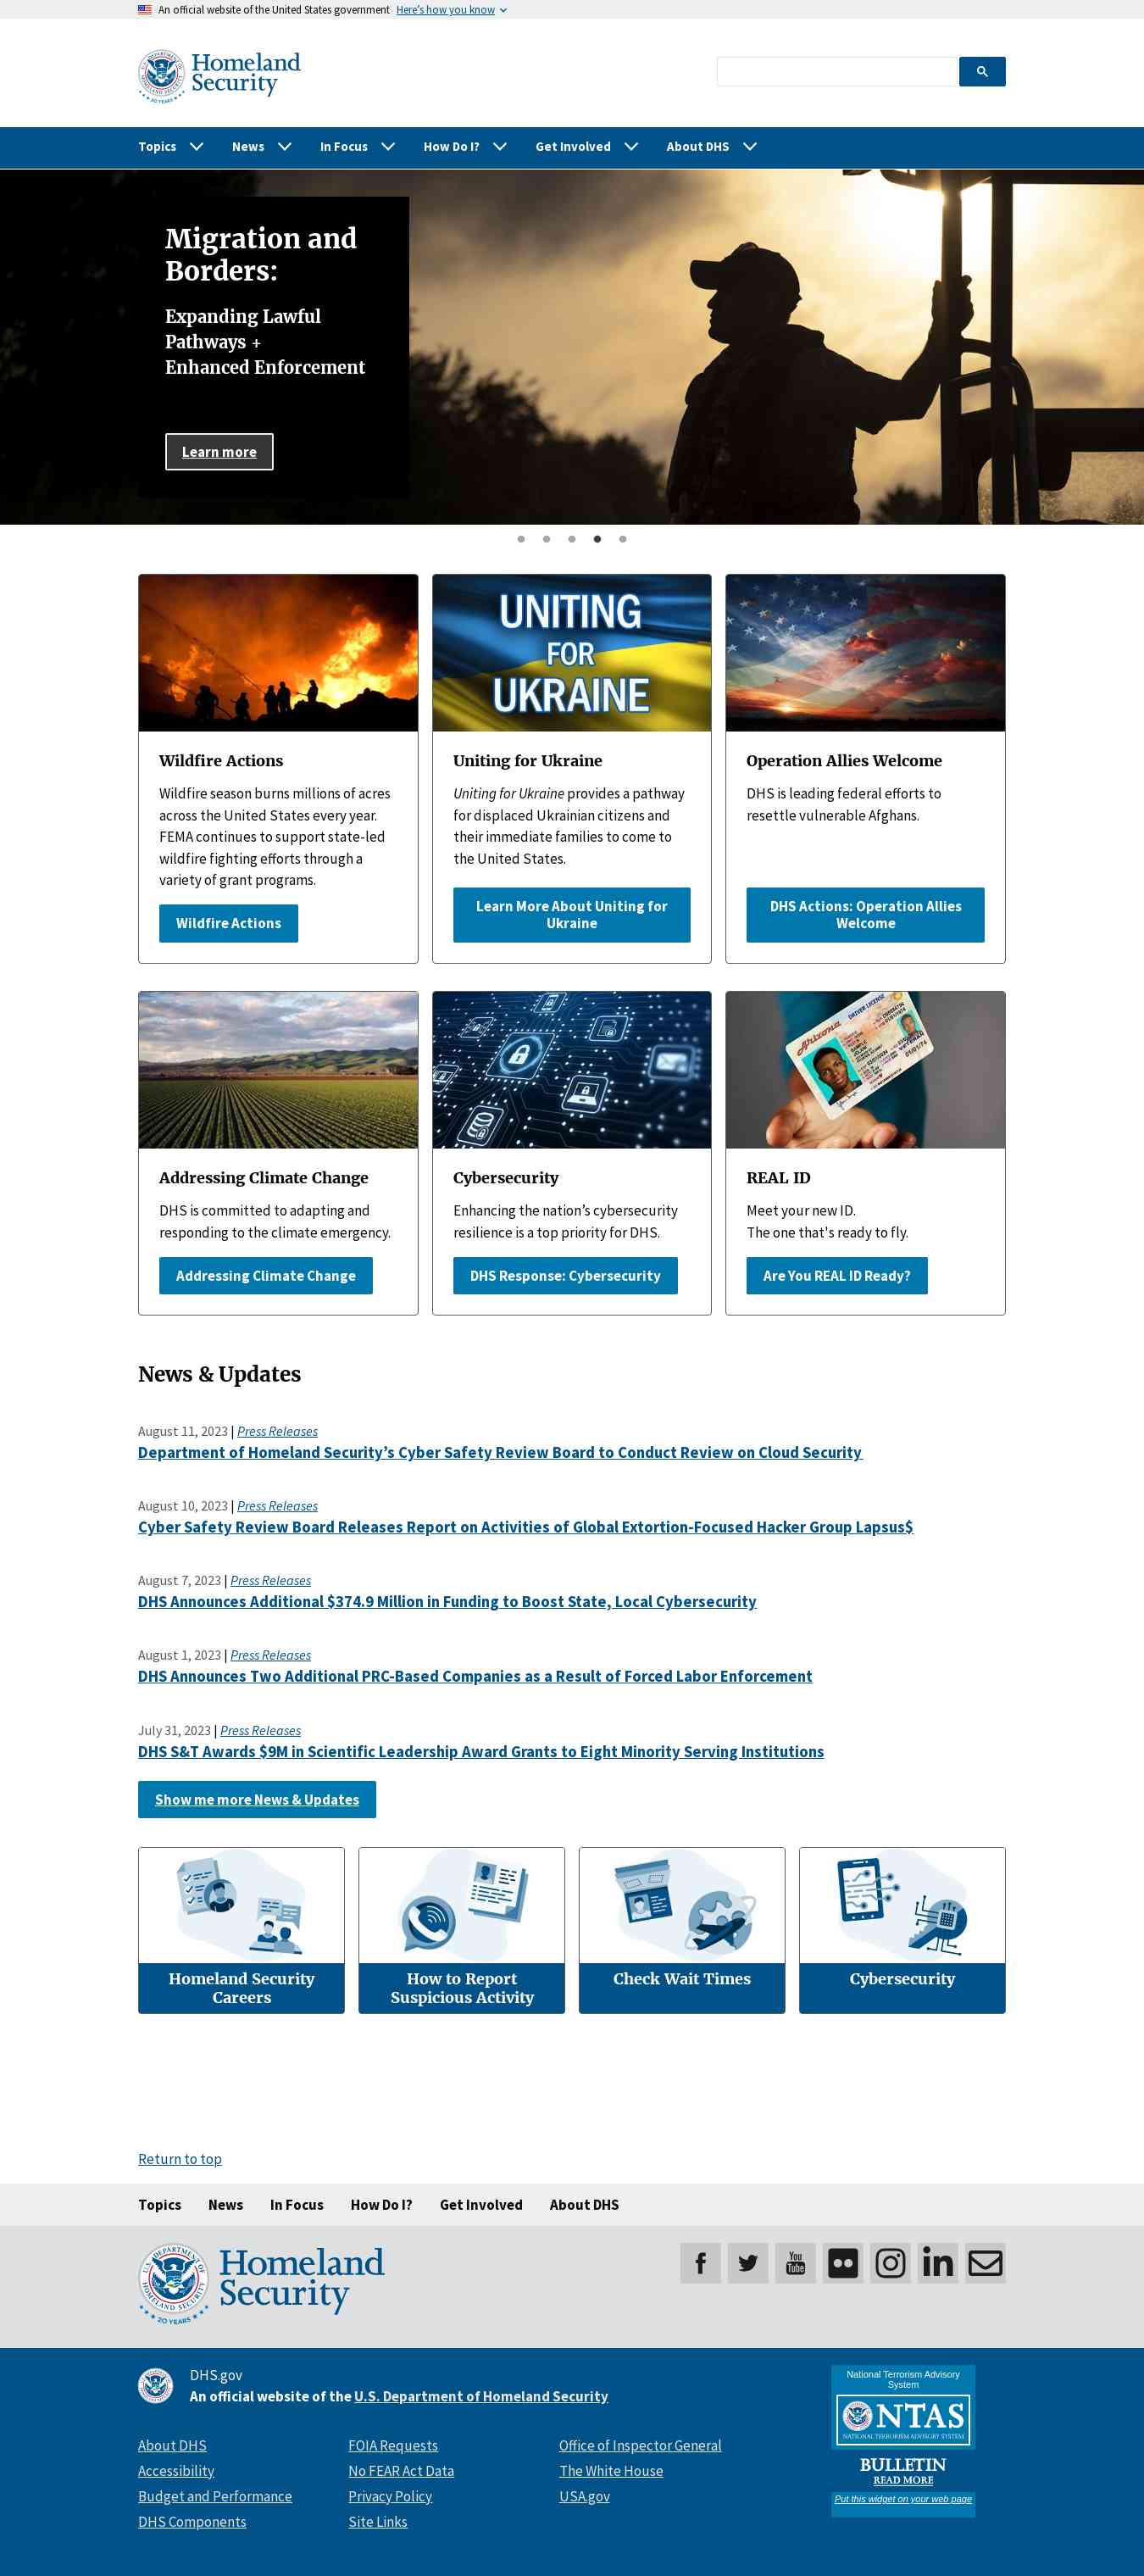 An official website of the United States government Here's how you know
Homeland
Security
Topics News In Focus How Do I? Get Involved About DHS
Migration and
Borders:
Expanding Lawful
Pathways +
Enhanced Enforcement
Learn more
UNITING
FOR
UKRAINE
Wildfire Actions
Wildfire season burns millions of acres
across the United States every year.
FEMA continues to support state-led
wildfire fighting efforts through a
variety of grant programs.
Wildfire Actions
Uniting for Ukraine
Uniting for Ukraine provides a pathway
for displaced Ukrainian citizens and
their immediate families to come to
the United States.
Learn More About Uniting for
Ukraine
Operation Allies Welcome
DHS is leading federal efforts to
resettle vulnerable Afghans.
DHS Actions: Operation Allies
Welcome
Arizona
DRIVER LICENSE
VETERAN
01/01/74
Addressing Climate Change
DHS is committed to adapting and
responding to the climate emergency.
Addressing Climate Change
Cybersecurity
Enhancing the nation’s cybersecurity
resilience is a top priority for DHS.
DHS Response: Cybersecurity
REAL ID
Meet your new ID.
The one that's ready to fly.
Are You REAL ID Ready?
News & Updates
August 11, 2023 | Press Releases
Department of Homeland Security’s Cyber Safety Review Board to Conduct Review on Cloud Security
August 10, 2023 | Press Releases
Cyber Safety Review Board Releases Report on Activities of Global Extortion-Focused Hacker Group Lapsus$
August 7, 2023 | Press Releases
DHS Announces Additional $374.9 Million in Funding to Boost State, Local Cybersecurity
August 1, 2023 | Press Releases
DHS Announces Two Additional PRC-Based Companies as a Result of Forced Labor Enforcement
July 31, 2023 | Press Releases
DHS S&T Awards $9M in Scientific Leadership Award Grants to Eight Minority Serving Institutions
Show me more News & Updates
Homeland Security
Careers
How to Report
Suspicious Activity
Check Wait Times
Cybersecurity
Return to top
Topics News In Focus How Do I? Get Involved About DHS
Homeland
Security
20 YEARS
You
Tube
DHS.gov
An official website of the U.S. Department of Homeland Security
About DHS
Accessibility
Budget and Performance
DHS Components
FOIA Requests
No FEAR Act Data
Privacy Policy
Site Links
Office of Inspector General
The White House
USA.gov
National Terrorism Advisory
System
NTAS
NATIONAL TERRORISM ADVISORY SYSTEM
BULLETIN
READ MORE
Put this widget on your web page